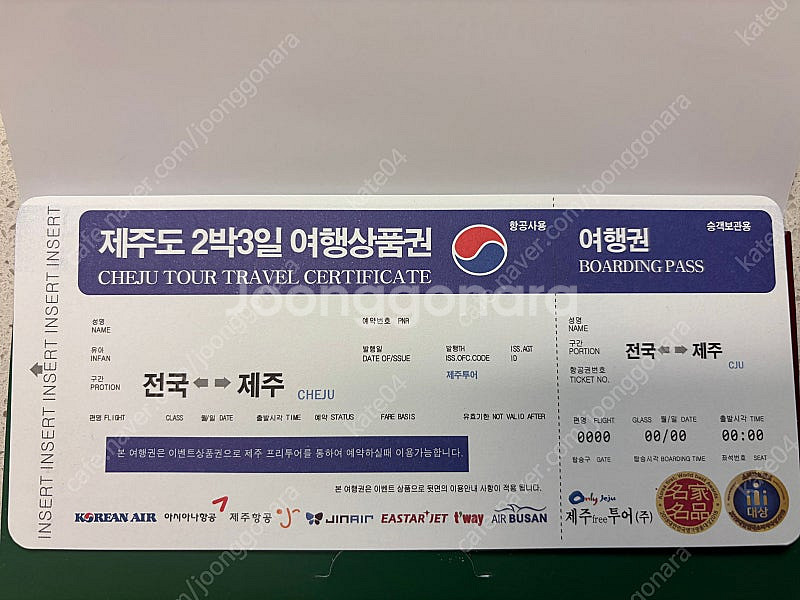 INSERT INSERT INSERT INSERT INSERT
제주도 2박3일 여행상품권
CHEJU TOUR TRAVEL CERTIFICATE
항공사용
성명
NAME
예약번호 PNR
유아
INFAN
발행일
DATE OF/ISSUE
발행TH
ISS.OFC.CODE
ISS.AGT
ID
제주투어
구간
PROTION
전국 제주 CHEJU
편명 FLIGHT CLASS 월/일 DATE 출발시각 TIME 예약 STATUS FARE BASIS 유효기한 NOT VALID AFTER
본 여행권은 이벤트상품권으로 제주 프리투어를 통하여 예약하실때 이용가능합니다.
본 여행권은 이벤트 상품으로 뒷면의 이용안내 사항이 적용 됩니다.
KOREAN AIR 아시아나항공 제주항공 JINAIR EASTAR JET t'way AIR BUSAN
여행권
BOARDING PASS
승객보관용
성명
NAME
구간
PORTION
전국 제주
CJU
항공권번호
TICKET NO.
편명 FLIGHT GLASS 월/일 DATE 출발시각 TIME
0000 00/00 00:00
탑승구 GATE 탑승시각 BOARDING TIME 좌석번호 SEAT
Only Jeju
제주free투어(주)
名家
名品
대상
Joonggonara
cafe.naver.com/joonggonara
kate04